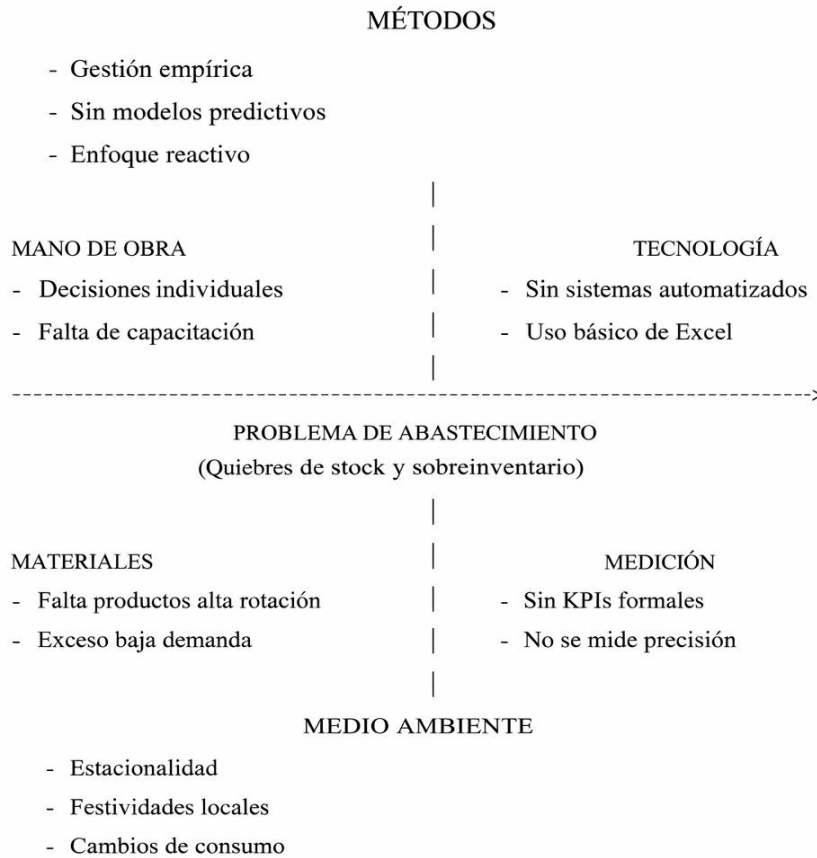 MÉTODOS
- Gestión empírica
- Sin modelos predictivos
- Enfoque reactivo
MANO DE OBRA
- Decisiones individuales
- Falta de capacitación
TECNOLOGÍA
- Sin sistemas automatizados
- Uso básico de Excel
PROBLEMA DE ABASTECIMIENTO
(Quiebres de stock y sobreinventario)
MATERIALES
- Falta productos alta rotación
- Exceso baja demanda
MEDICIÓN
- Sin KPIs formales
- No se mide precisión
MEDIO AMBIENTE
- Estacionalidad
- Festividades locales
- Cambios de consumo